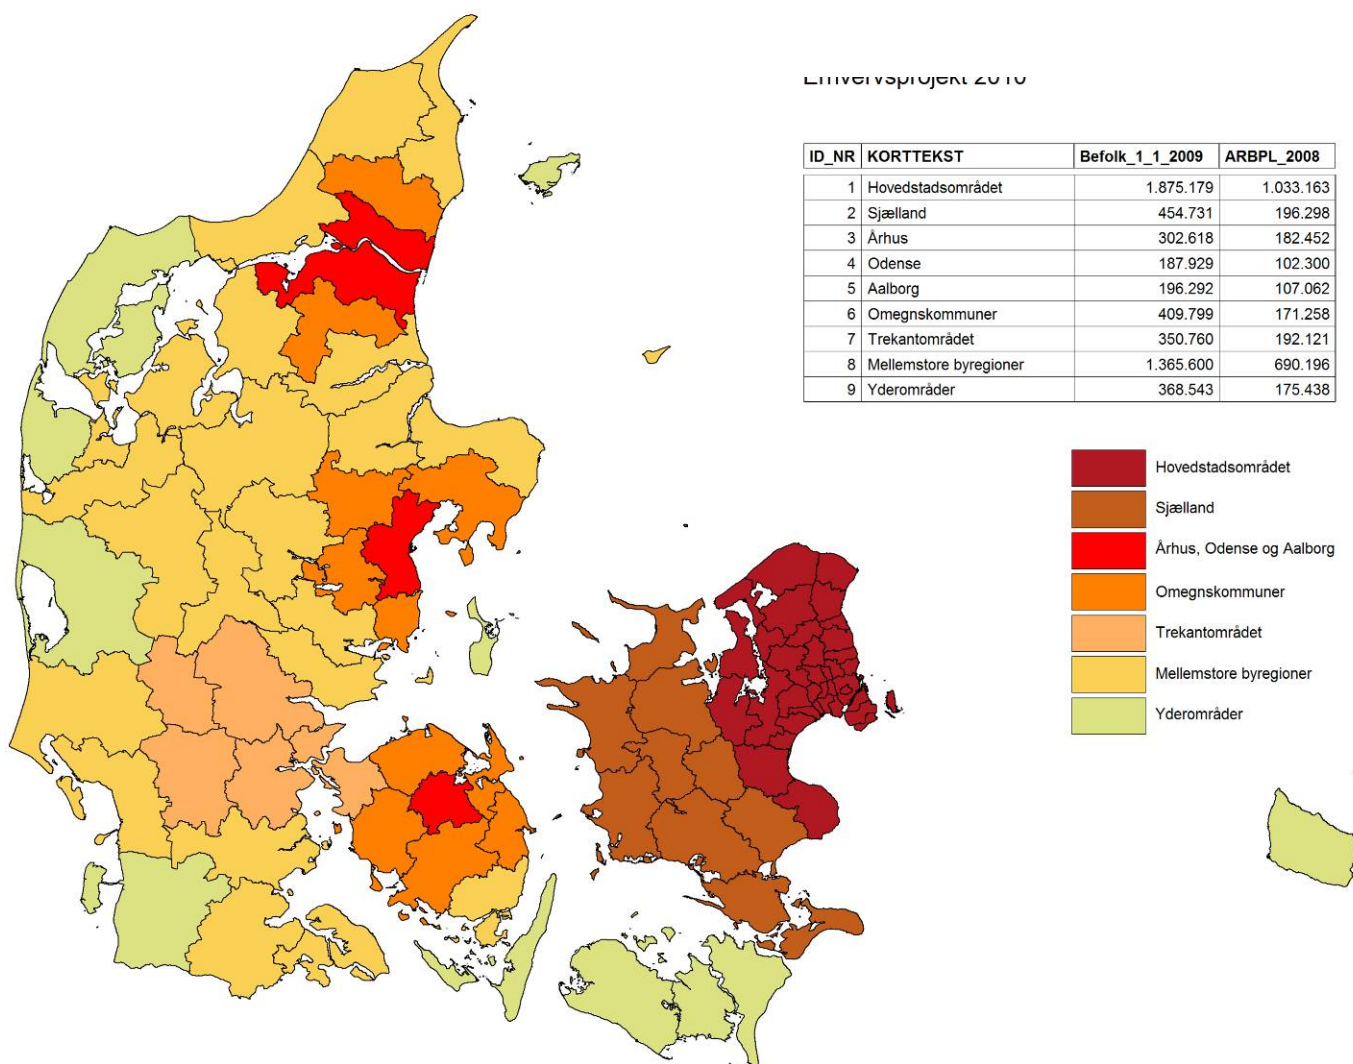 Erhvervsprojekt 2010
ID_NR KORTTEKST Befolk_1_1_2009 ARBPL_2008
1 Hovedstadsområdet 1.875.179 1.033.163
2 Sjælland 454.731 196.298
3 Århus 302.618 182.452
4 Odense 187.929 102.300
5 Aalborg 196.292 107.062
6 Omegnskommuner 409.799 171.258
7 Trekantområdet 350.760 192.121
8 Mellemstore byregioner 1.365.600 690.196
9 Yderområder 368.543 175.438
Hovedstadsområdet
Sjælland
Århus, Odense og Aalborg
Omegnskommuner
Trekantområdet
Mellemstore byregioner
Yderområder